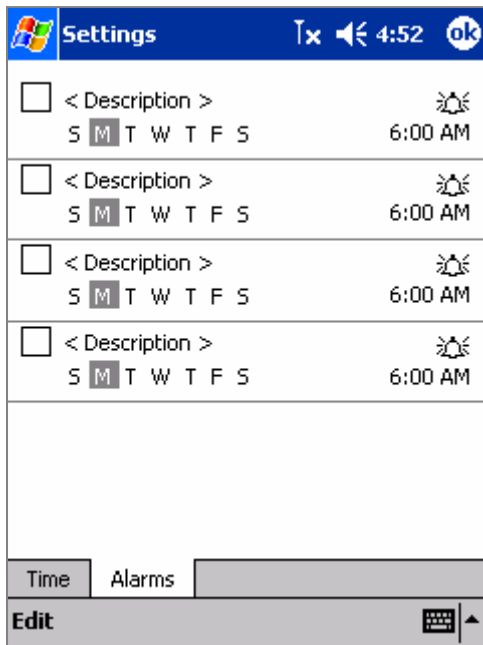 Settings 4:52 ok
< Description >
S M T W T F S 6:00 AM
< Description >
S M T W T F S 6:00 AM
< Description >
S M T W T F S 6:00 AM
< Description >
S M T W T F S 6:00 AM
Time Alarms
Edit